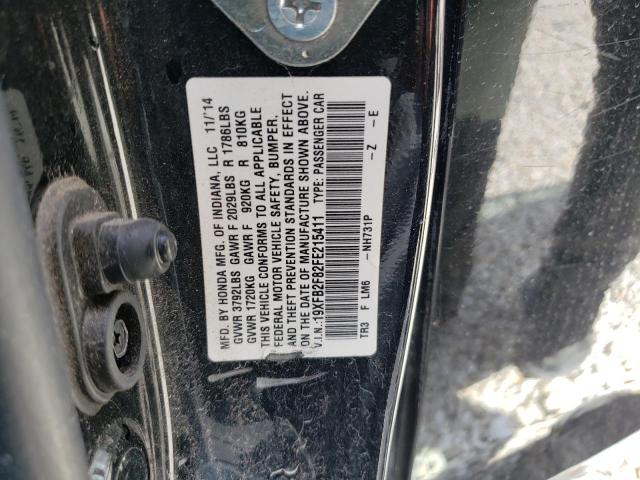 MFD. BY HONDA MFG. OF INDIANA, LLC 11/'14
GVWR 3792LBS GAWR F 2029LBS R 1786LBS
GVWR 1720KG GAWR F 920KG R 810KG
THIS VEHICLE CONFORMS TO ALL APPLICABLE
FEDERAL MOTOR VEHICLE SAFETY, BUMPER,
AND THEFT PREVENTION STANDARDS IN EFFECT
ON THE DATE OF MANUFACTURE SHOWN ABOVE.
V.I.N.:19XFB2F82FE215411 TYPE: PASSENGER CAR
TR3 F LM6 –NH731P –Z –E